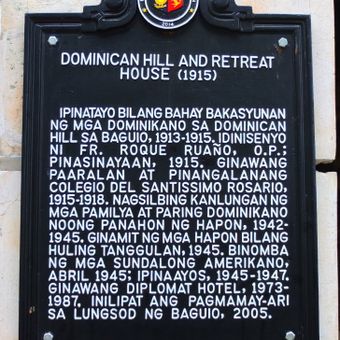 2014
DOMINICAN HILL AND RETREAT
HOUSE (1915)
IPINATAYO BILANG BAHAY BAKASYUNAN
NG MGA DOMINIKANO SA DOMINICAN
HILL SA BAGUIO, 1913-1915. IDINISENYO
NI FR. ROQUE RUAÑO, O.P.;
PINASINAYAAN, 1915. GINAWANG
PAARALAN AT PINANGALANANG
COLEGIO DEL SANTISSIMO ROSARIO,
1915-1918. NAGSILBING KANLUNGAN NG
MGA PAMILYA AT PARING DOMINIKANO
NOONG PANAHON NG HAPON, 1942-
1945. GINAMIT NG MGA HAPON BILANG
HULING TANGGULAN, 1945. BINOMBA
NG MGA SUNDALONG AMERIKANO,
ABRIL 1945; IPINAAYOS, 1945-1947.
GINAWANG DIPLOMAT HOTEL, 1973-
1987. INILIPAT ANG PAGMAMAY-ARI
SA LUNGSOD NG BAGUIO, 2005.